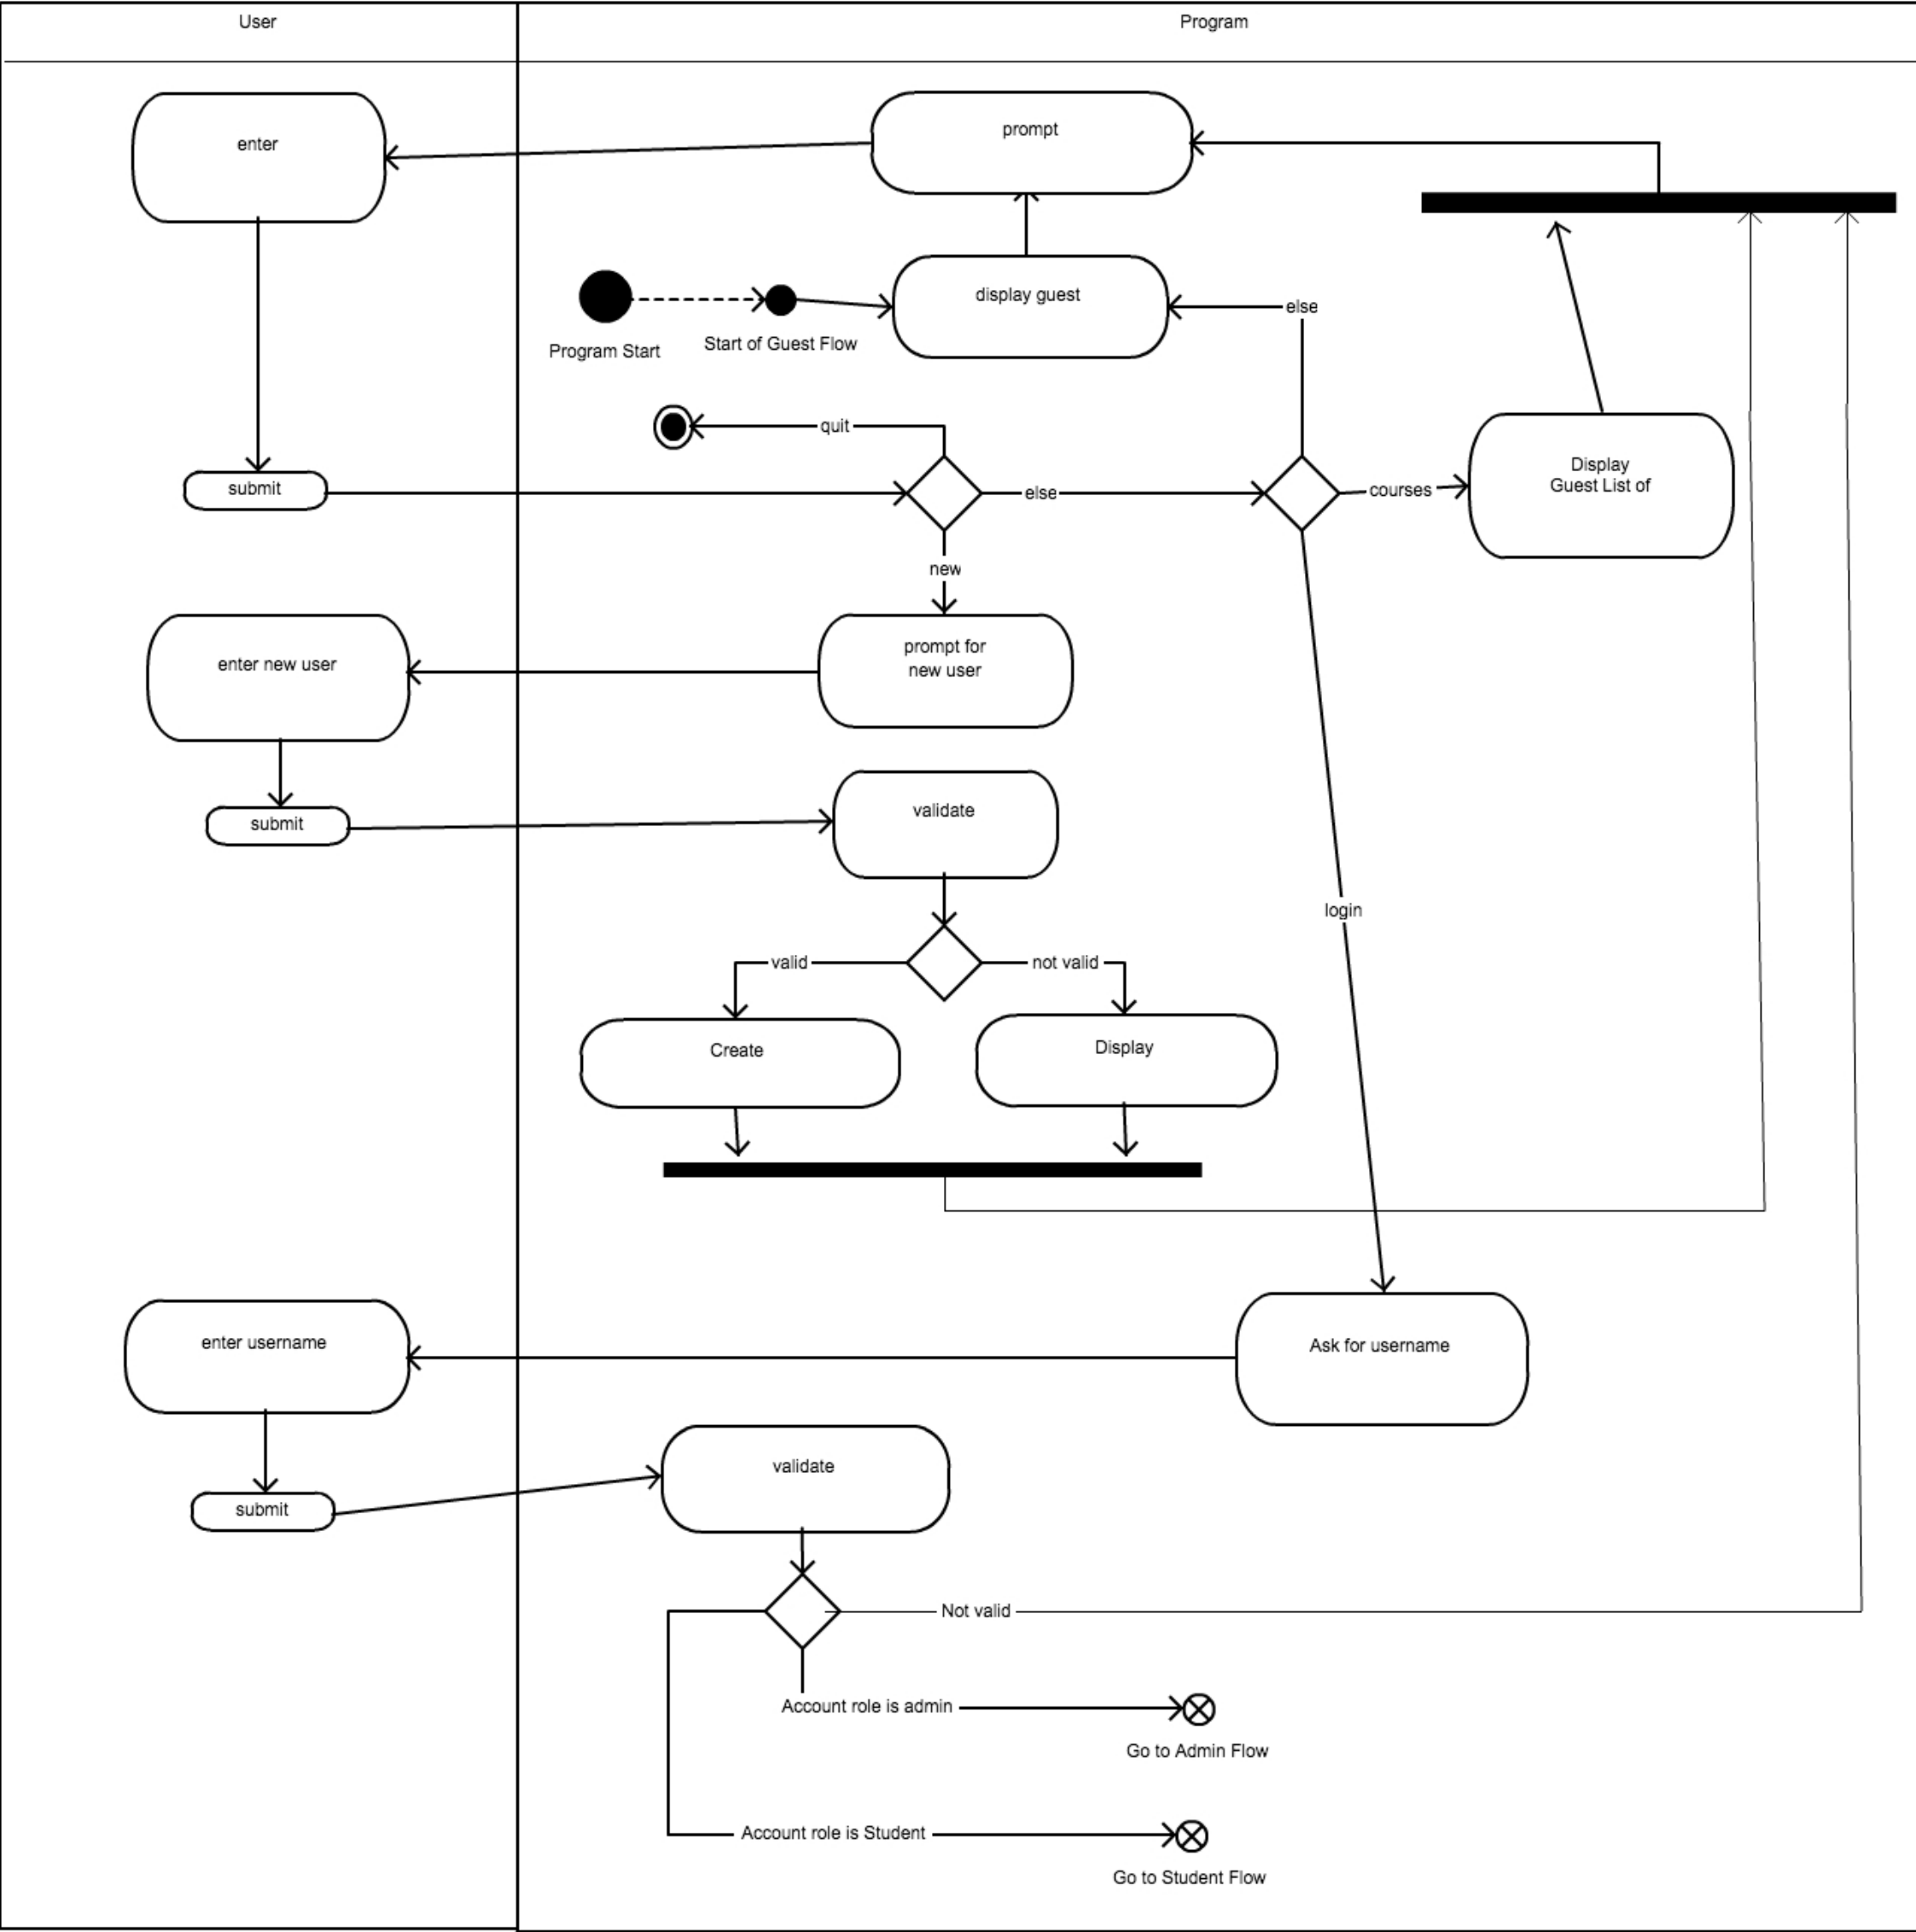 User
Program
enter
prompt
display guest
else
Program Start
Start of Guest Flow
quit
submit
else
courses
Display
Guest List of
new
enter new user
prompt for
new user
submit
validate
login
valid
not valid
Create
Display
enter username
Ask for username
validate
submit
Not valid
Account role is admin
Go to Admin Flow
Account role is Student
Go to Student Flow